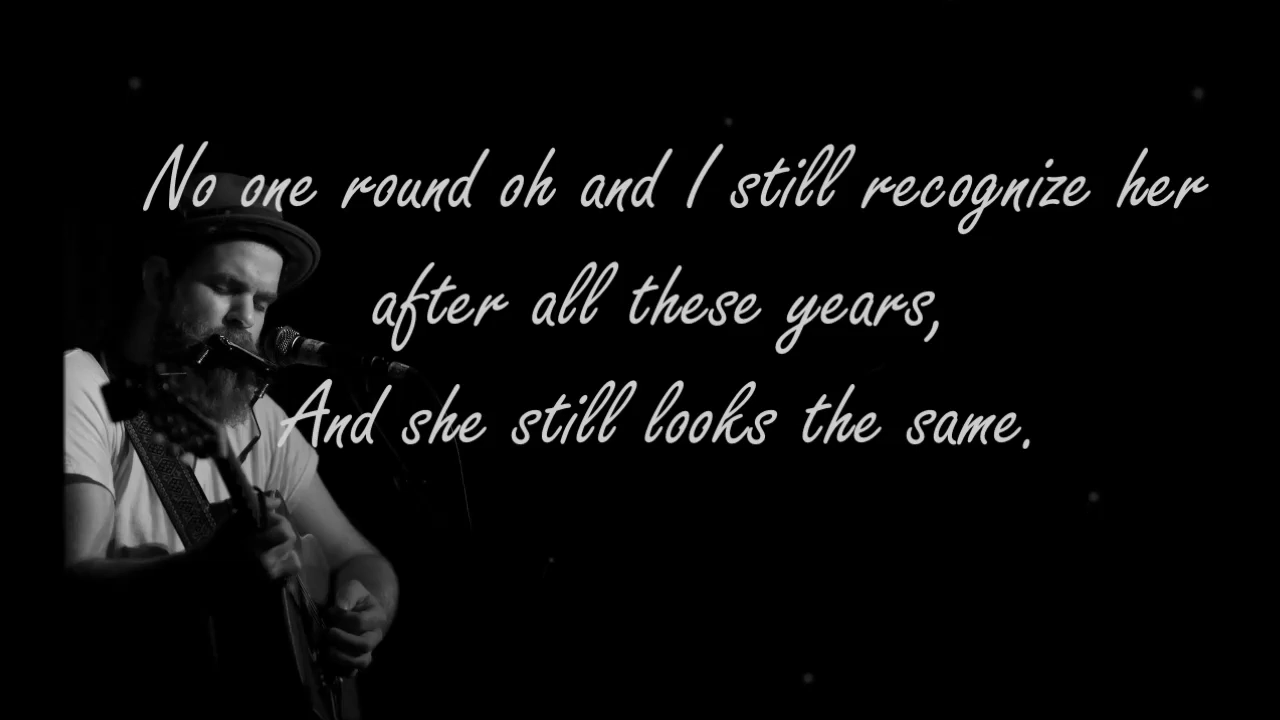 No one round oh and I still recognize her
after all these years,
And she still looks the same.